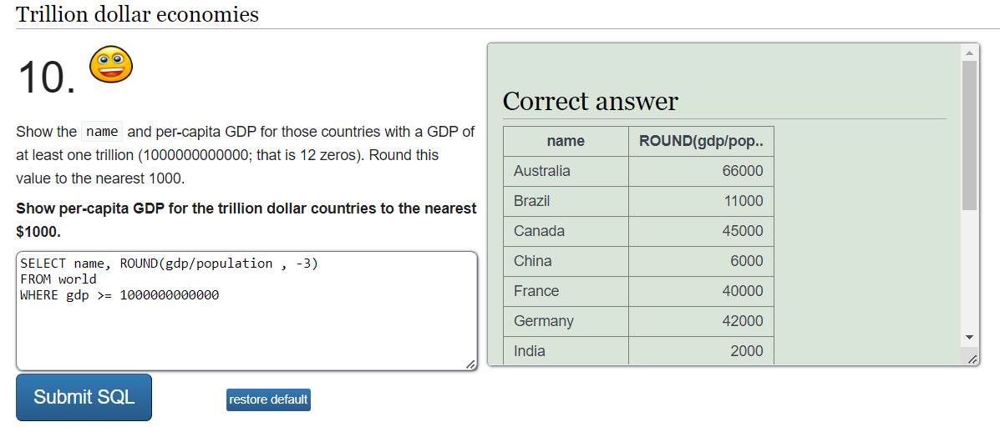 Trillion dollar economies
10.
Show the name and per-capita GDP for those countries with a GDP of
at least one trillion (1000000000000; that is 12 zeros). Round this
value to the nearest 1000.
Show per-capita GDP for the trillion dollar countries to the nearest
$1000.
SELECT name, ROUND(gdp/population , -3)
FROM world
WHERE gdp >= 1000000000000
Submit SQL
restore default
Correct answer
name ROUND(gdp/pop..
Australia 66000
Brazil 11000
Canada 45000
China 6000
France 40000
Germany 42000
India 2000